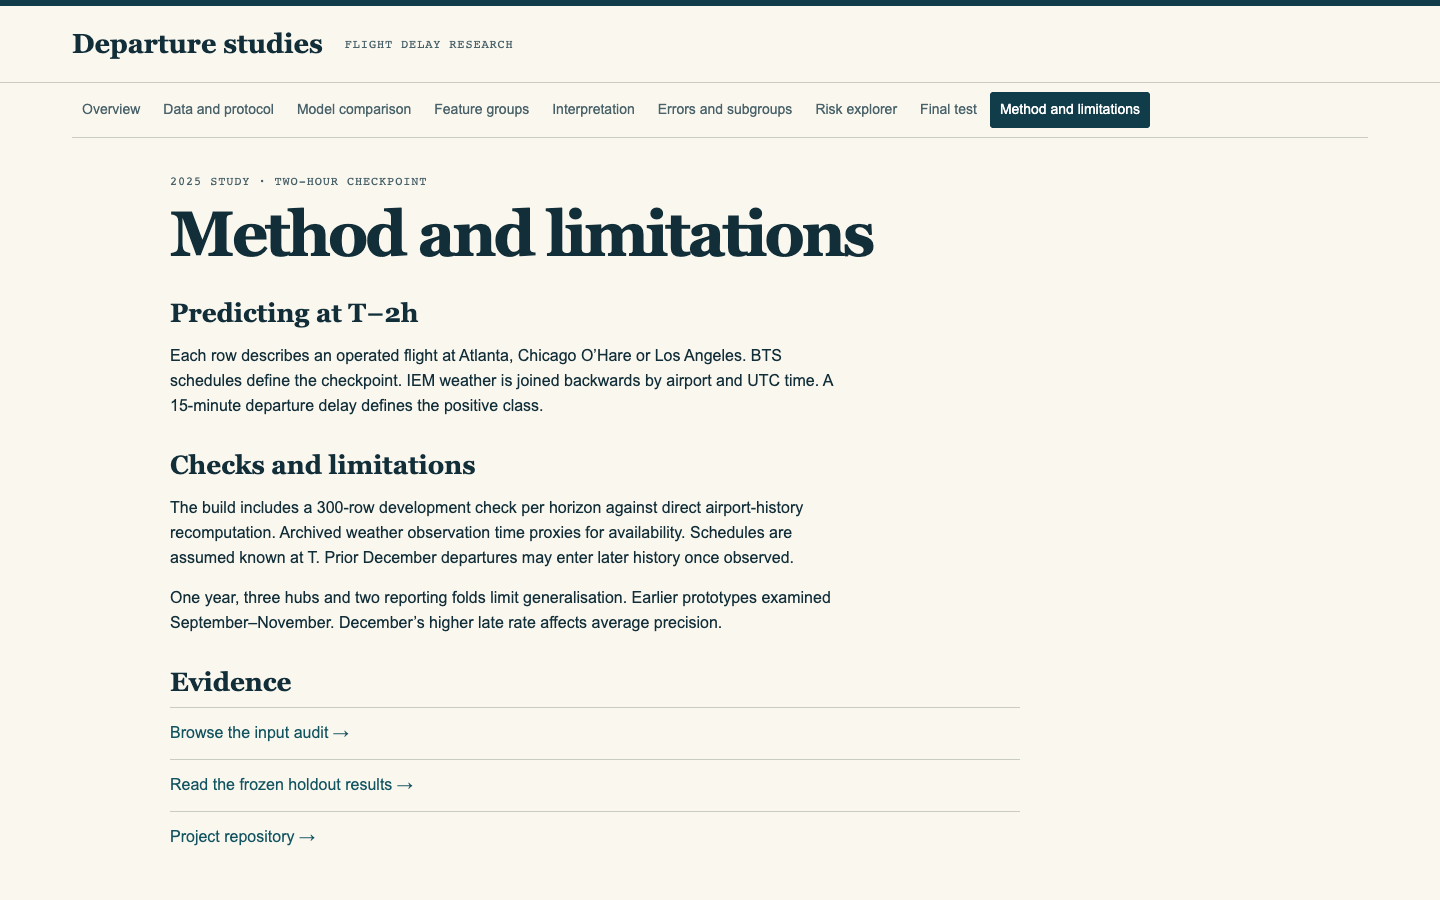 Departure studies
FLIGHT DELAY RESEARCH
Overview
Data and protocol
Model comparison
Feature groups
Interpretation
Errors and subgroups
Risk explorer
Final test
Method and limitations
2025 STUDY · TWO-HOUR CHECKPOINT
Method and limitations
Predicting at T−2h
Each row describes an operated flight at Atlanta, Chicago O’Hare or Los Angeles. BTS
schedules define the checkpoint. IEM weather is joined backwards by airport and UTC time. A
15-minute departure delay defines the positive class.
Checks and limitations
The build includes a 300-row development check per horizon against direct airport-history
recomputation. Archived weather observation time proxies for availability. Schedules are
assumed known at T. Prior December departures may enter later history once observed.
One year, three hubs and two reporting folds limit generalisation. Earlier prototypes examined
September–November. December’s higher late rate affects average precision.
Evidence
Browse the input audit →
Read the frozen holdout results →
Project repository →